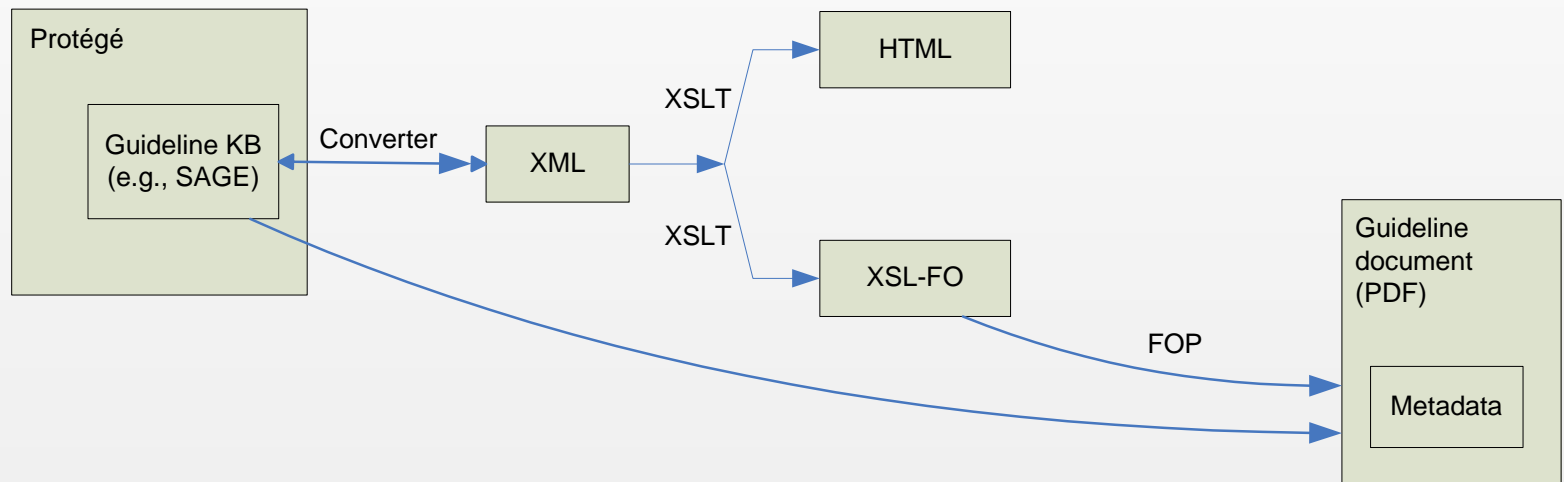 Protégé
Guideline KB
(e.g., SAGE)
Converter
XML
XSLT
HTML
XSLT
XSL-FO
FOP
Guideline
document
(PDF)
Metadata